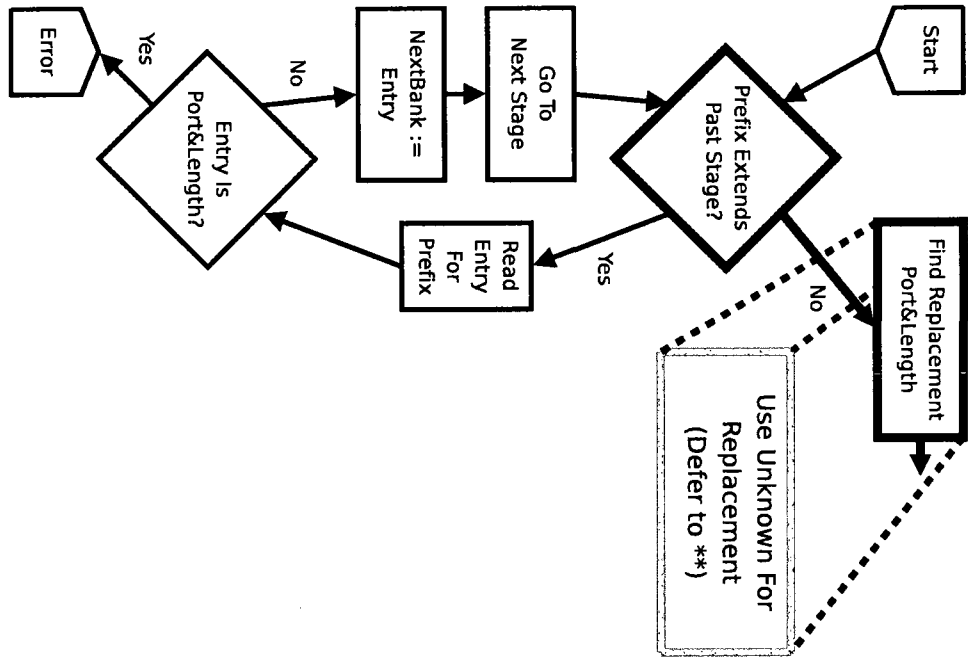 Start
Prefix Extends
Past Stage?
No
Find Replacement
Port&Length
Use Unknown For
Replacement
(Defer to **)
Yes
Read
Entry
For
Prefix
Entry Is
Port&Length?
No
NextBank :=
Entry
Go To
Next Stage
Yes
Error